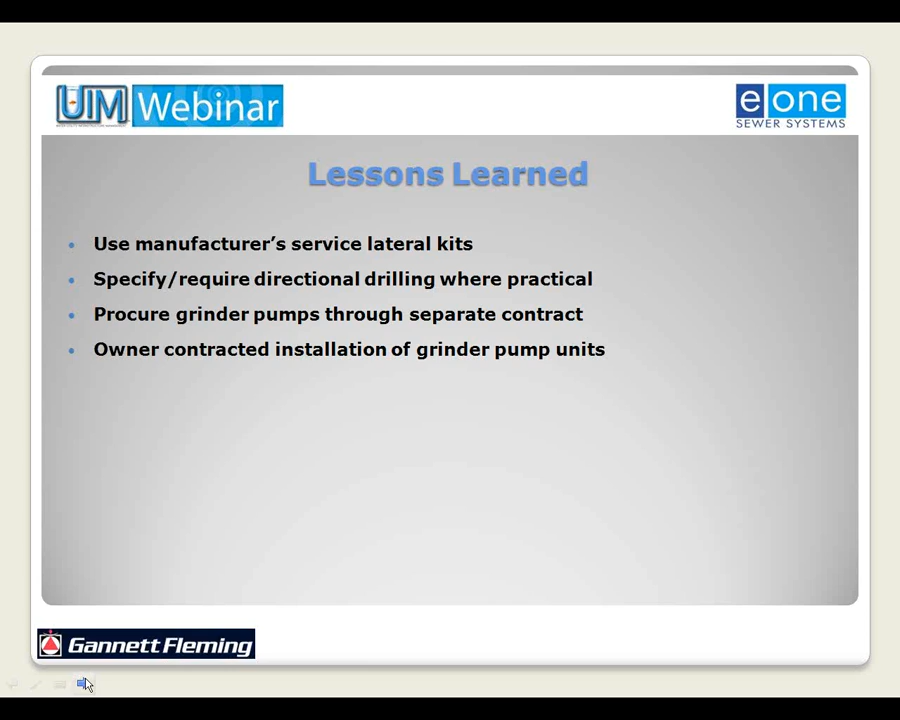 UIM Webinar
e one
SEWER SYSTEMS
Lessons Learned
• Use manufacturer’s service lateral kits
• Specify/require directional drilling where practical
• Procure grinder pumps through separate contract
• Owner contracted installation of grinder pump units
Gannett Fleming